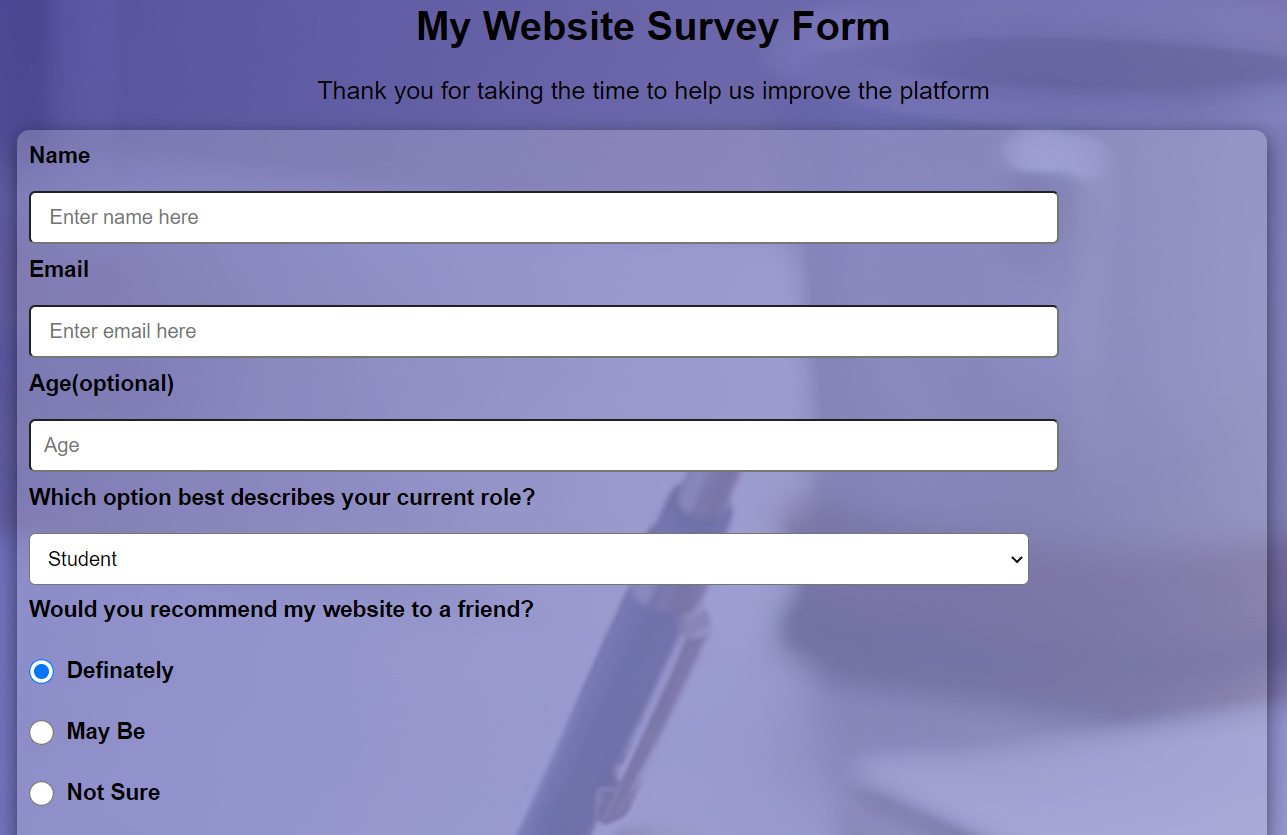 My Website Survey Form
Thank you for taking the time to help us improve the platform
Name
Enter name here
Email
Enter email here
Age(optional)
Age
Which option best describes your current role?
Student
Would you recommend my website to a friend?
Definately
May Be
Not Sure